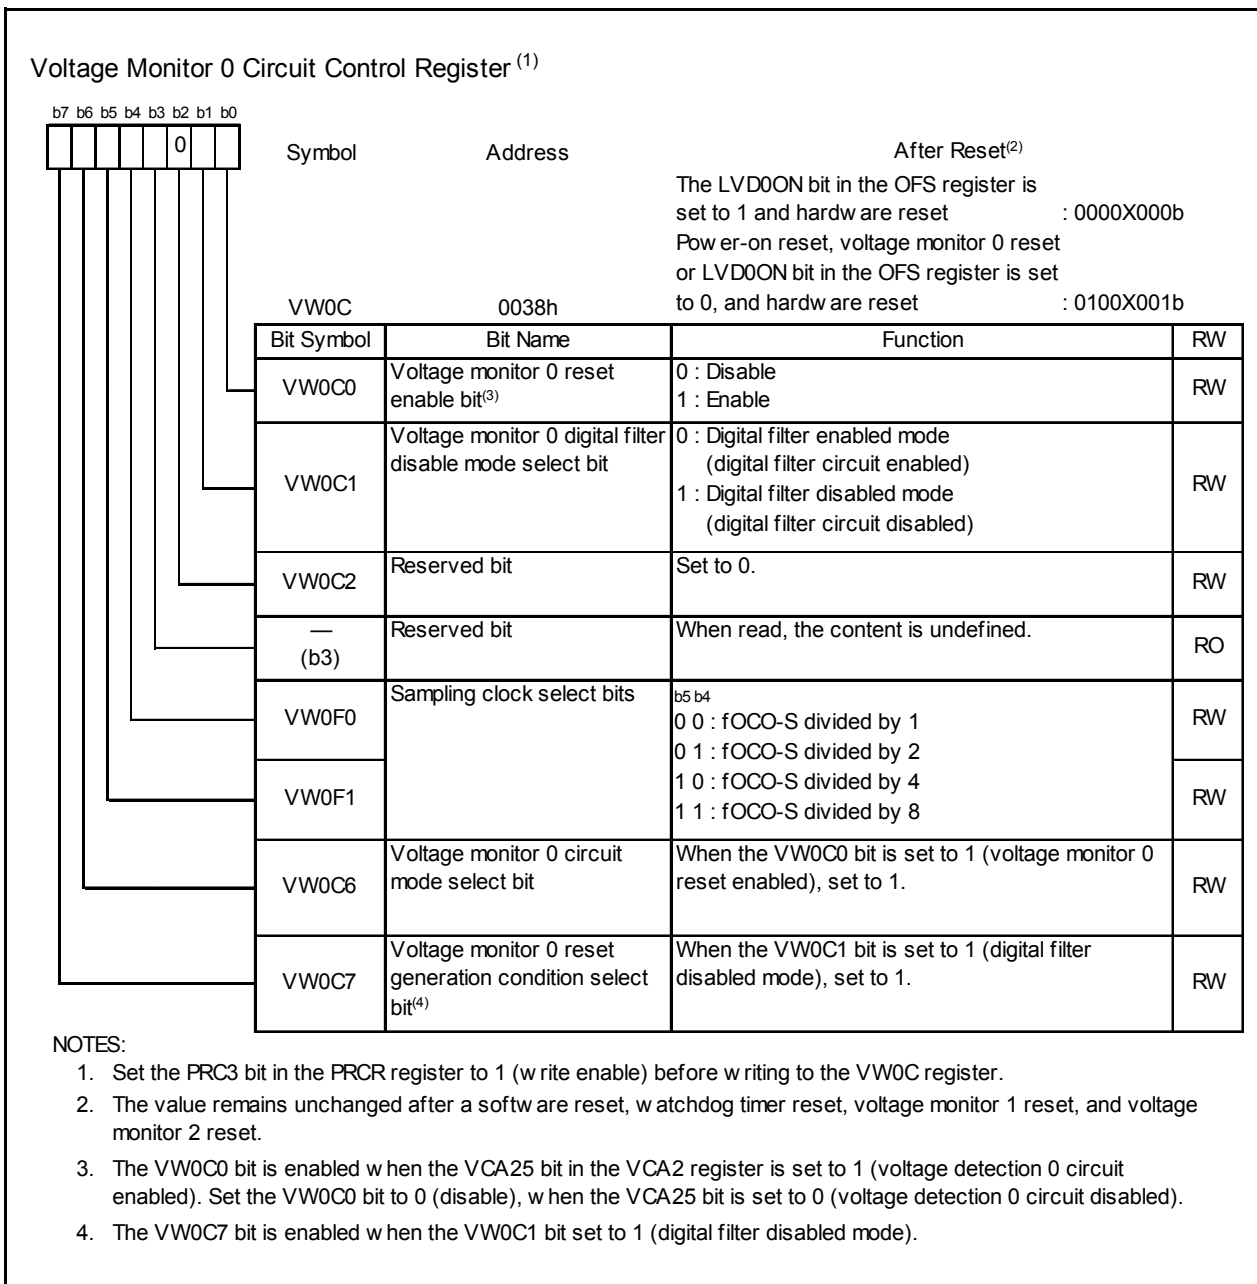 Voltage Monitor 0 Circuit Control Register (1)
b7 b6 b5 b4 b3 b2 b1 b0
0
Symbol Address After Reset(2)
The LVD0ON bit in the OFS register is
set to 1 and hardware reset : 0000X000b
Power-on reset, voltage monitor 0 reset
or LVD0ON bit in the OFS register is set
VW0C 0038h to 0, and hardware reset : 0100X001b
Bit Symbol Bit Name Function RW
VW0C0 Voltage monitor 0 reset
enable bit(3)
0 : Disable
1 : Enable
RW
VW0C1 Voltage monitor 0 digital filter
disable mode select bit
0 : Digital filter enabled mode
(digital filter circuit enabled)
1 : Digital filter disabled mode
(digital filter circuit disabled)
RW
VW0C2 Reserved bit Set to 0. RW
—
(b3)
Reserved bit When read, the content is undefined. RO
VW0F0 Sampling clock select bits
b5 b4
0 0 : fOCO-S divided by 1
0 1 : fOCO-S divided by 2
1 0 : fOCO-S divided by 4
1 1 : fOCO-S divided by 8
RW
VW0F1 RW
VW0C6 Voltage monitor 0 circuit
mode select bit
When the VW0C0 bit is set to 1 (voltage monitor 0
reset enabled), set to 1.
RW
VW0C7 Voltage monitor 0 reset
generation condition select
bit(4)
When the VW0C1 bit is set to 1 (digital filter
disabled mode), set to 1.
RW
NOTES:
1. Set the PRC3 bit in the PRCR register to 1 (write enable) before writing to the VW0C register.
2. The value remains unchanged after a software reset, watchdog timer reset, voltage monitor 1 reset, and voltage
monitor 2 reset.
3. The VW0C0 bit is enabled when the VCA25 bit in the VCA2 register is set to 1 (voltage detection 0 circuit
enabled). Set the VW0C0 bit to 0 (disable), when the VCA25 bit is set to 0 (voltage detection 0 circuit disabled).
4. The VW0C7 bit is enabled when the VW0C1 bit set to 1 (digital filter disabled mode).